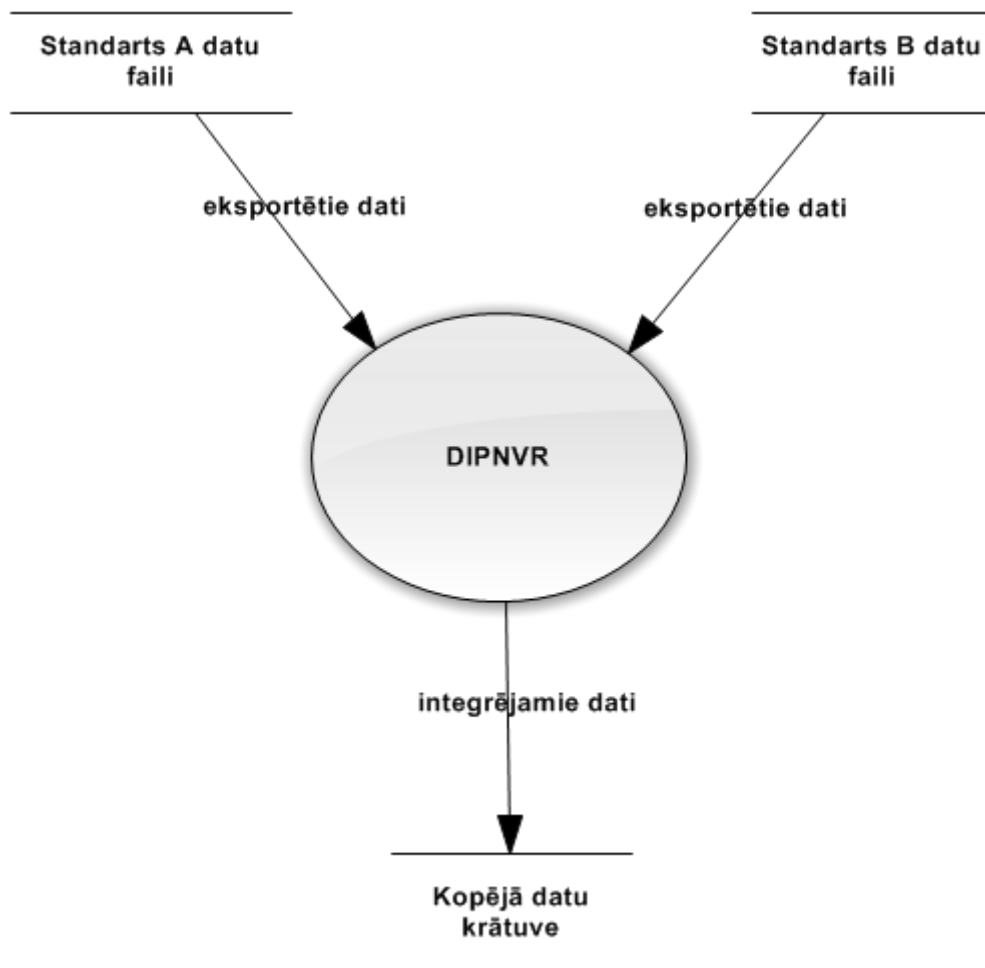 Standarts A datu
faili
Standarts B datu
faili
eksportētie dati
eksportētie dati
DIPNVR
integrējamie dati
Kopējā datu
krātuve